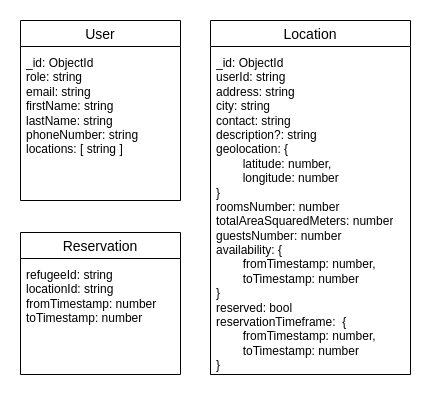 User
_id: ObjectId
role: string
email: string
firstName: string
lastName: string
phoneNumber: string
locations: [ string ]
Reservation
refugeeId: string
locationId: string
fromTimestamp: number
toTimestamp: number
Location
_id: ObjectId
userId: string
address: string
city: string
contact: string
description?: string
geolocation: {
latitude: number,
longitude: number
}
roomsNumber: number
totalAreaSquaredMeters: number
guestsNumber: number
availability: {
fromTimestamp: number,
toTimestamp: number
}
reserved: bool
reservationTimeframe:  {
fromTimestamp: number,
toTimestamp: number
}